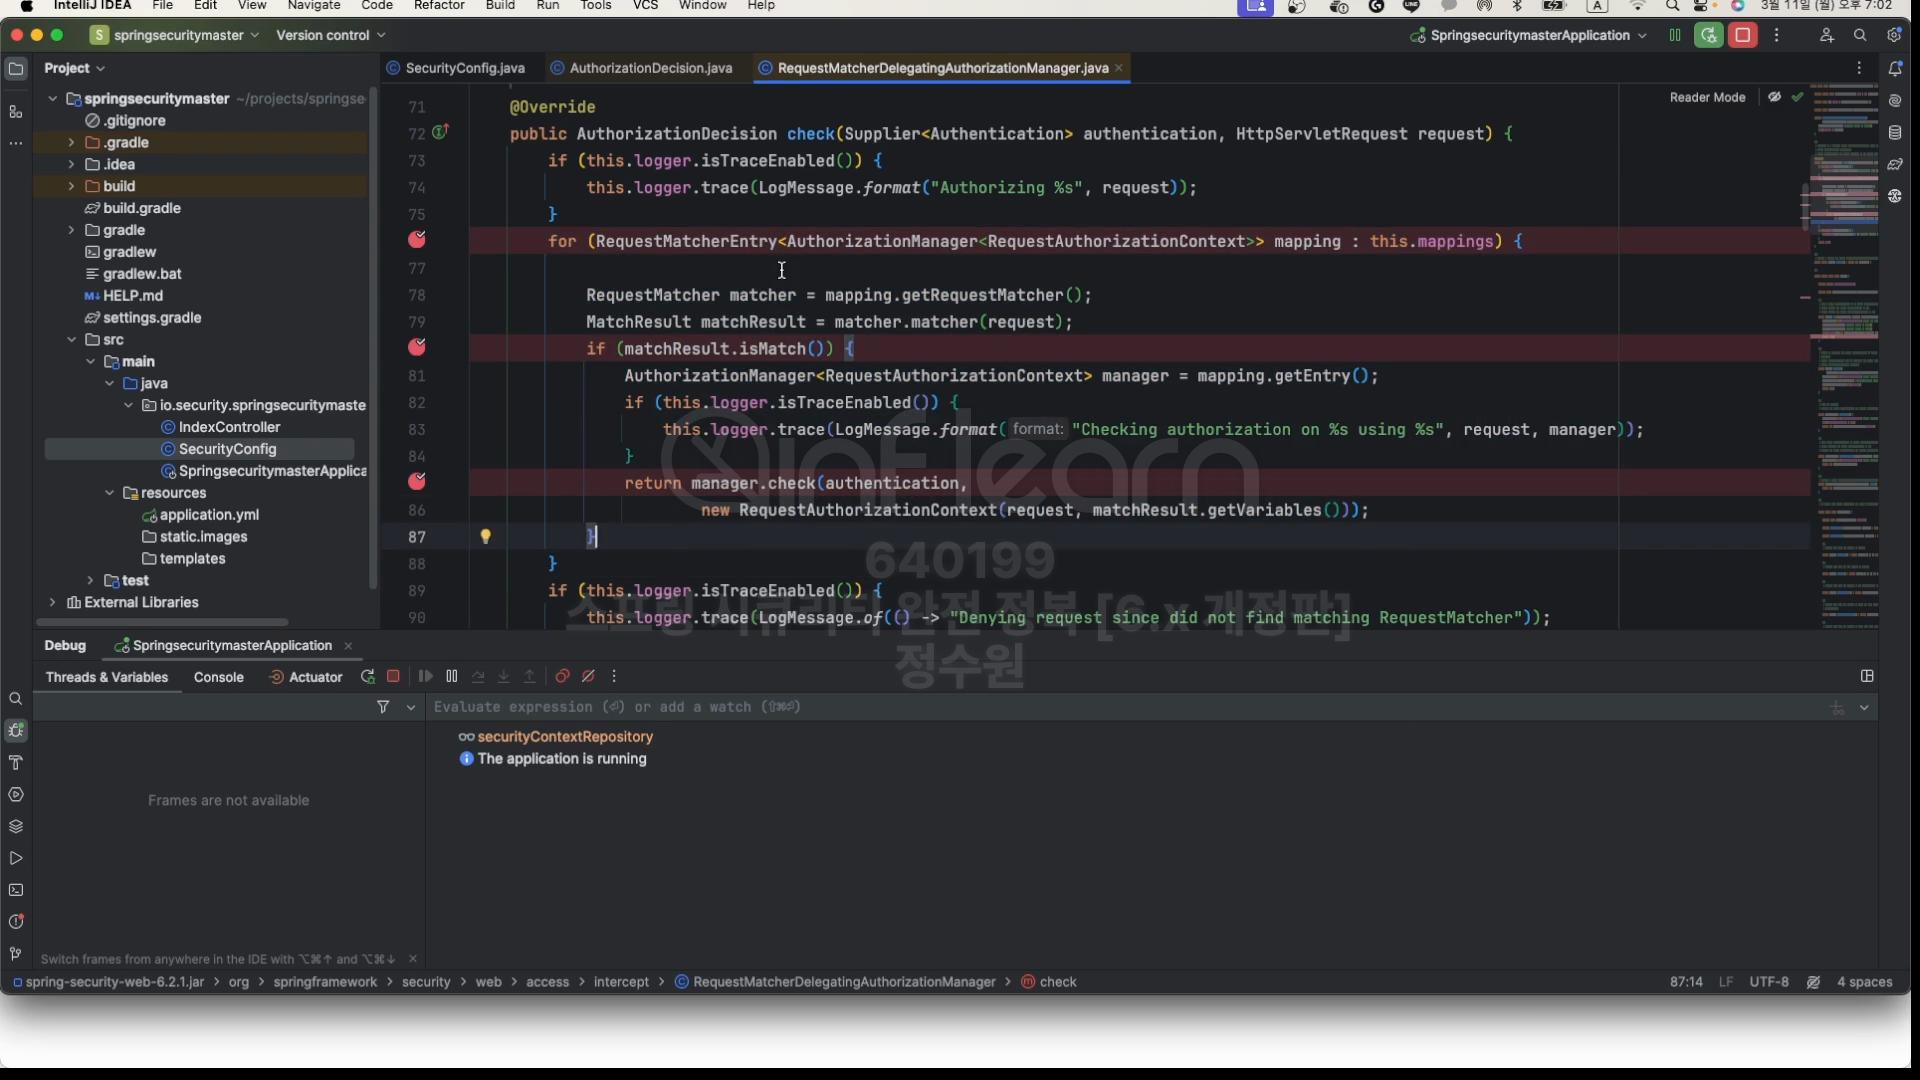 IntelliJ IDEA File Edit View Navigate Code Refactor Build Run Tools VCS Window Help A 3월 11일 (월) 오후 7:02
S springsecuritymaster Version control SpringsecuritymasterApplication
Project
SecurityConfig.java AuthorizationDecision.java RequestMatcherDelegatingAuthorizationManager.java
Reader Mode
springsecuritymaster ~/projects/springse
.gitignore
.gradle
.idea
build
build.gradle
gradle
gradlew
gradlew.bat
HELP.md
settings.gradle
src
main
java
io.security.springsecuritymaste
IndexController
SecurityConfig
SpringsecuritymasterApplica
resources
application.yml
static.images
templates
test
External Libraries
71 @Override
72 public AuthorizationDecision check(Supplier<Authentication> authentication, HttpServletRequest request) {
73 if (this.logger.isTraceEnabled()) {
74 this.logger.trace(LogMessage.format("Authorizing %s", request));
75 }
for (RequestMatcherEntry<AuthorizationManager<RequestAuthorizationContext>> mapping : this.mappings) {
77
78 RequestMatcher matcher = mapping.getRequestMatcher();
79 MatchResult matchResult = matcher.matcher(request);
if (matchResult.isMatch()) {
81 AuthorizationManager<RequestAuthorizationContext> manager = mapping.getEntry();
82 if (this.logger.isTraceEnabled()) {
83 this.logger.trace(LogMessage.format( format: "Checking authorization on %s using %s", request, manager));
84 }
return manager.check(authentication,
86 new RequestAuthorizationContext(request, matchResult.getVariables()));
87 }
88 }
89 if (this.logger.isTraceEnabled()) {
90 this.logger.trace(LogMessage.of(() -> "Denying request since did not find matching RequestMatcher"));
inflearn
640199
스프링 시큐리티 완전 정복 [6.x 개정판]
정수원
Debug SpringsecuritymasterApplication
Threads & Variables Console Actuator
Evaluate expression (⏎) or add a watch (⇧⌘⏎)
securityContextRepository
The application is running
Frames are not available
Switch frames from anywhere in the IDE with ⌥⌘↑ and ⌥⌘↓
spring-security-web-6.2.1.jar > org > springframework > security > web > access > intercept > RequestMatcherDelegatingAuthorizationManager > check
87:14 LF UTF-8 4 spaces